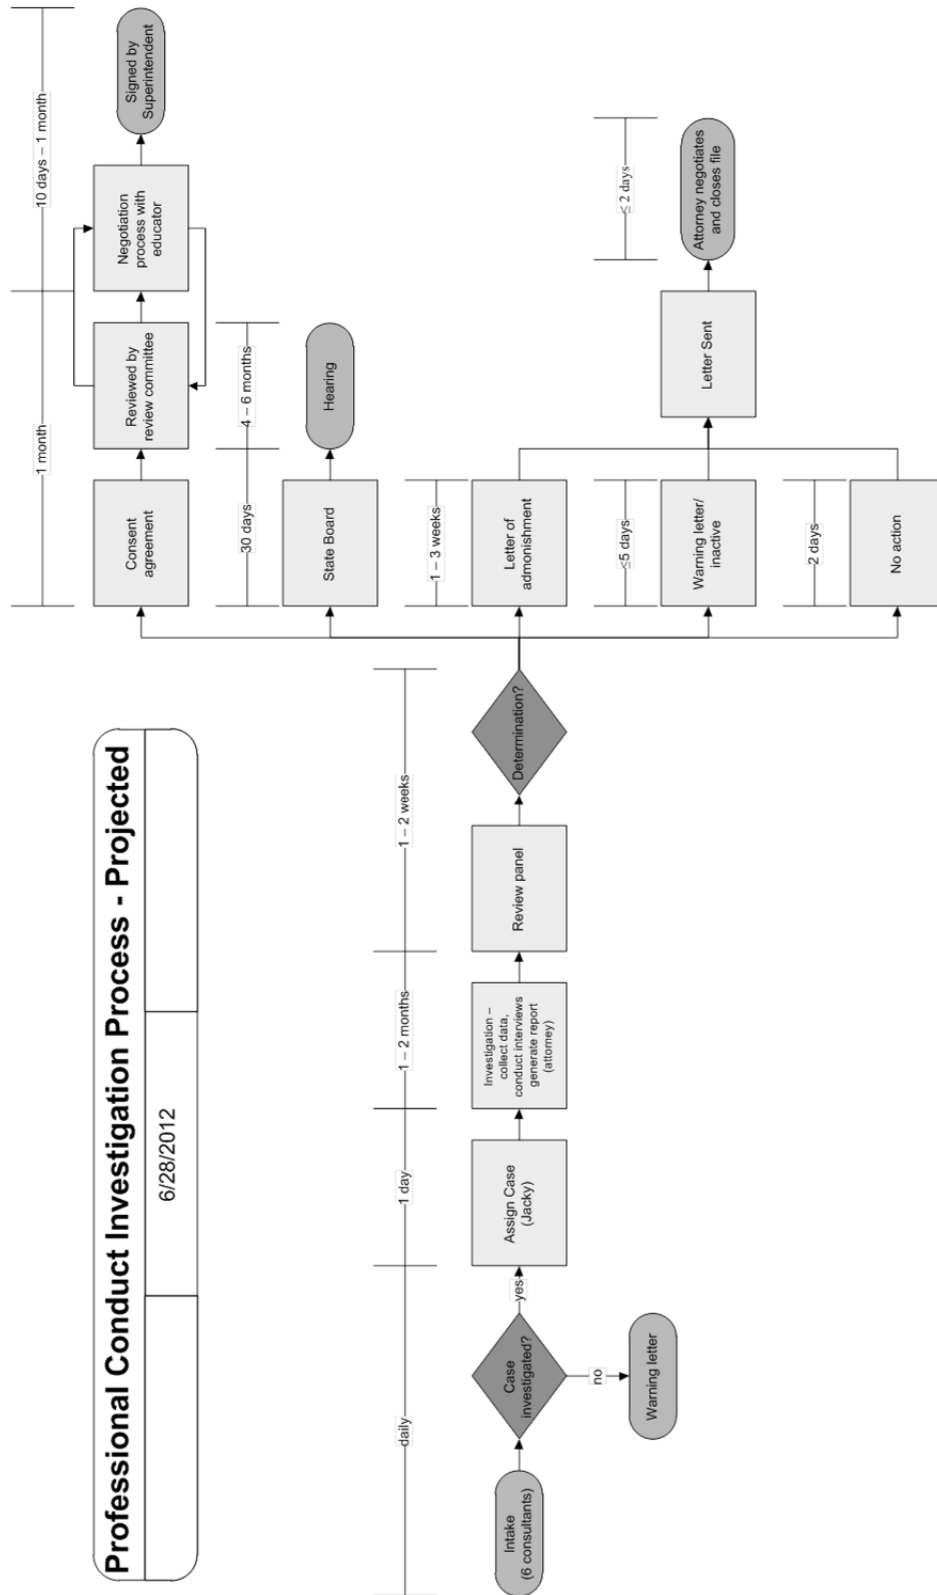 Professional Conduct Investigation Process - Projected
6/28/2012
1 month
10 days – 1 month
Consent
agreement
Reviewed by
review committee
Negotiation
process with
educator
Signed by
Superintendent
30 days
4 – 6 months
State Board
Hearing
daily
1 day
1 – 2 months
1 – 2 weeks
1 – 3 weeks
Intake
(6 consultants)
Case
investigated?
yes
Assign Case
(Jacky)
Investigation –
collect data,
conduct interviews
generate report
(attorney)
Review panel
Determination?
Letter of
admonishment
no
Warning letter
≤5 days
≤ 2 days
Warning letter/
inactive
Letter Sent
Attorney negotiates
and closes file
2 days
No action